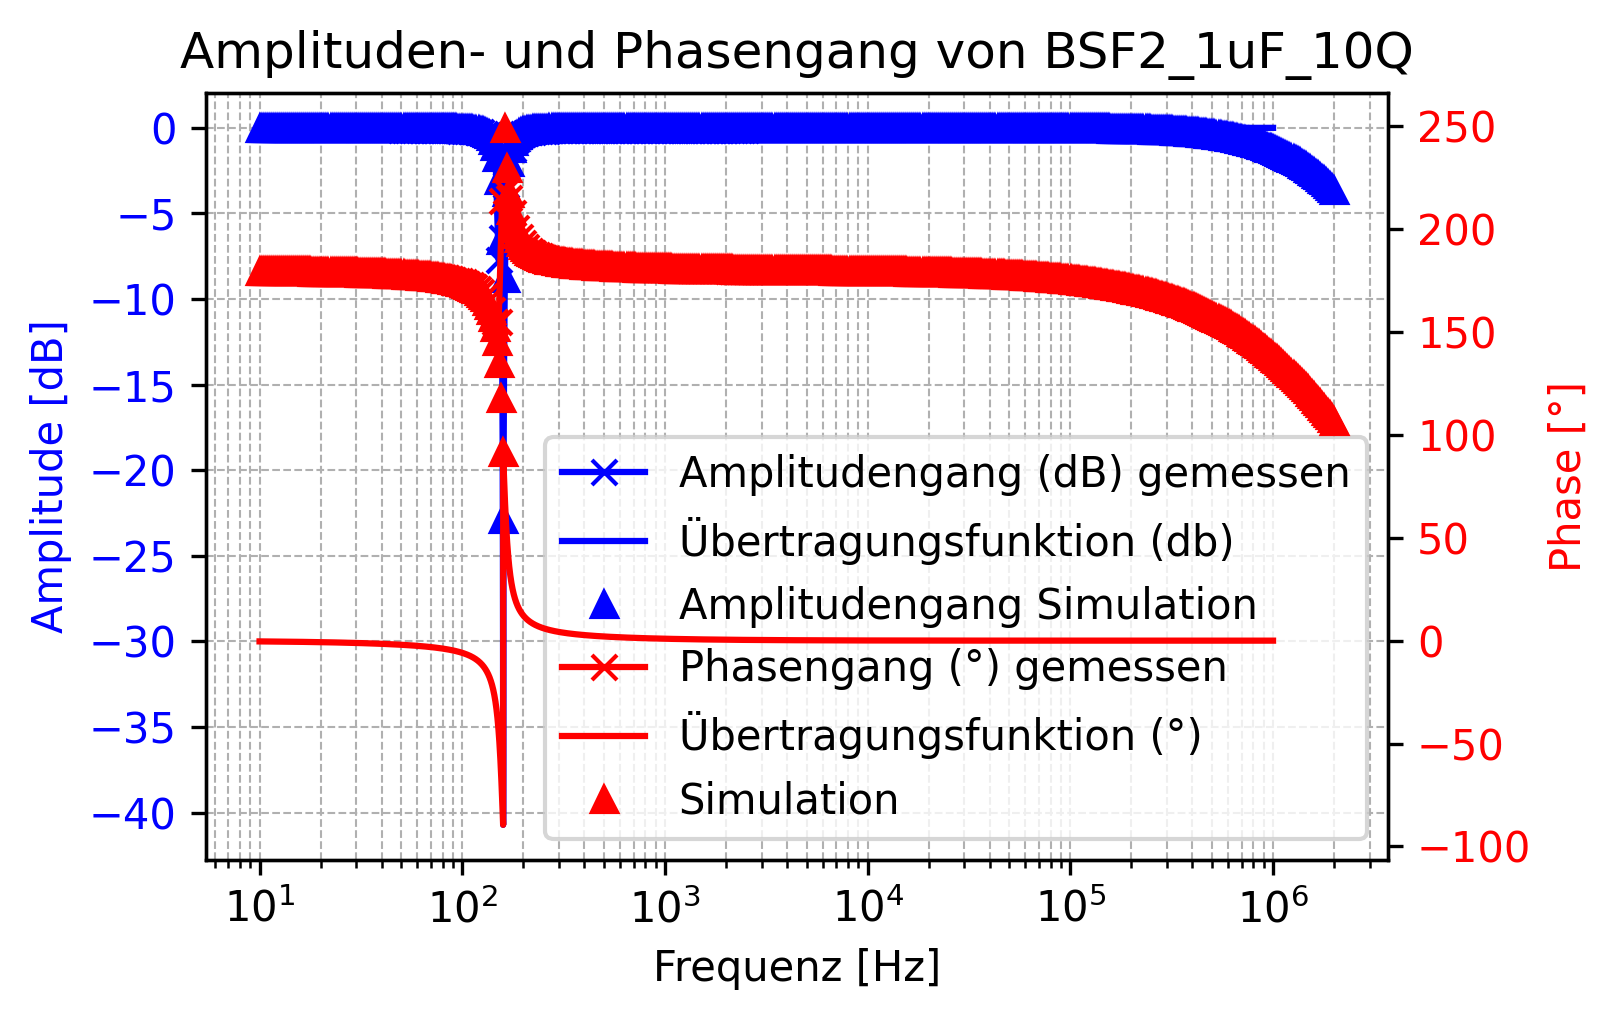 Amplituden- und Phasengang von BSF2_1uF_10Q
0
−5
−10
−15
−20
−25
−30
−35
−40
Amplitude [dB]
250
200
150
100
50
0
−50
−100
Phase [°]
Amplitudengang (dB) gemessen
Übertragungsfunktion (db)
Amplitudengang Simulation
Phasengang (°) gemessen
Übertragungsfunktion (°)
Simulation
10¹ 10² 10³ 10⁴ 10⁵ 10⁶
Frequenz [Hz]